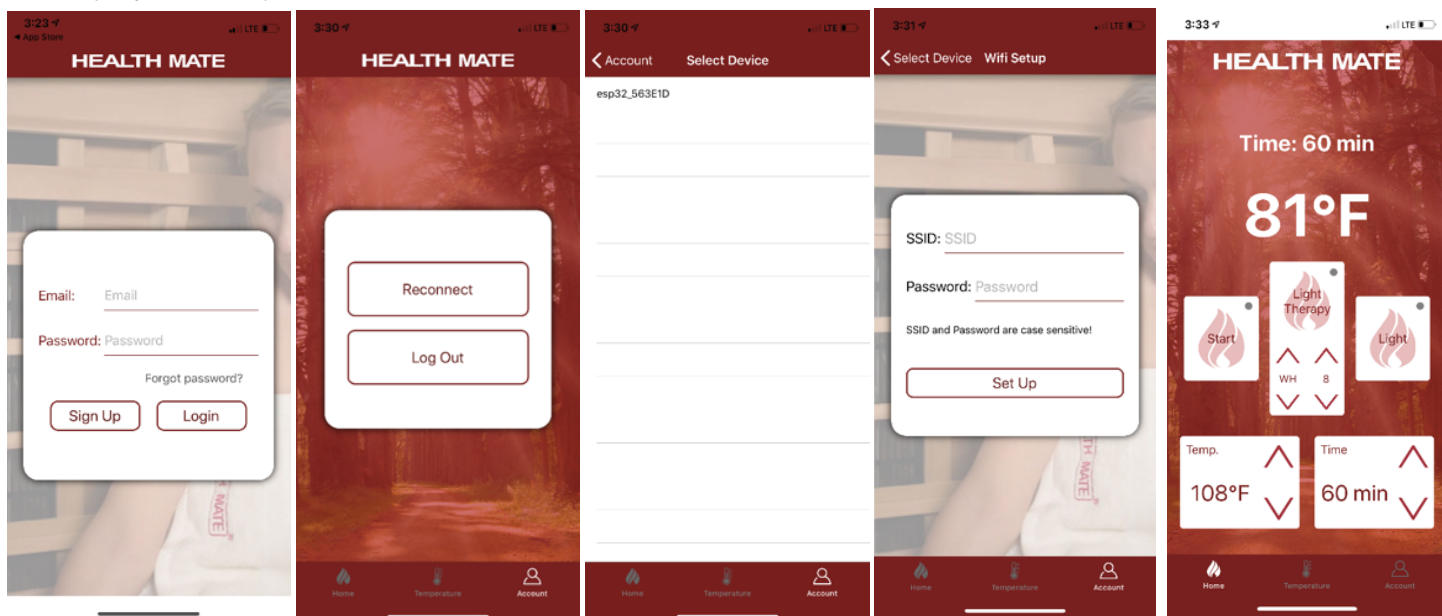 3:23
App Store
LTE
HEALTH MATE
Email: Email
Password: Password
Forgot password?
Sign Up Login
HEALTH MATE
3:30
LTE
HEALTH MATE
Reconnect
Log Out
Home Temperature Account
3:30
LTE
Account Select Device
esp32_563E1D
Home Temperature Account
3:31
LTE
Select Device Wifi Setup
SSID: SSID
Password: Password
SSID and Password are case sensitive!
Set Up
TH MATE
Home Temperature Account
3:33
LTE
HEALTH MATE
Time: 60 min
81°F
Start
Light
Therapy
WH 8
Light
Temp.
108°F
Time
60 min
Home Temperature Account